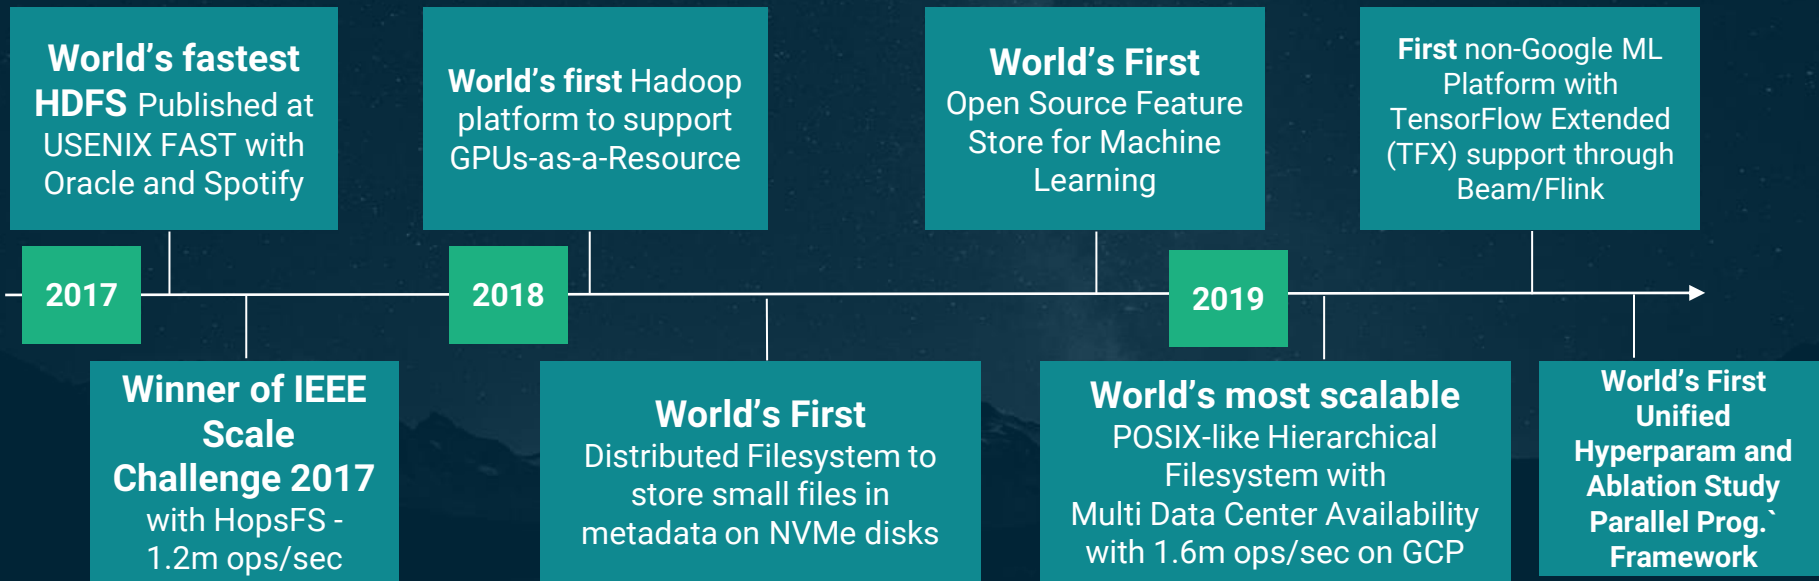 World’s fastest
HDFS Published at
USENIX FAST with
Oracle and Spotify
World’s first Hadoop
platform to support
GPUs-as-a-Resource
World’s First
Open Source Feature
Store for Machine
Learning
First non-Google ML
Platform with
TensorFlow Extended
(TFX) support through
Beam/Flink
2017
2018
2019
Winner of IEEE
Scale
Challenge 2017
with HopsFS -
1.2m ops/sec
World’s First
Distributed Filesystem to
store small files in
metadata on NVMe disks
World’s most scalable
POSIX-like Hierarchical
Filesystem with
Multi Data Center Availability
with 1.6m ops/sec on GCP
World’s First
Unified
Hyperparam and
Ablation Study
Parallel Prog.`
Framework